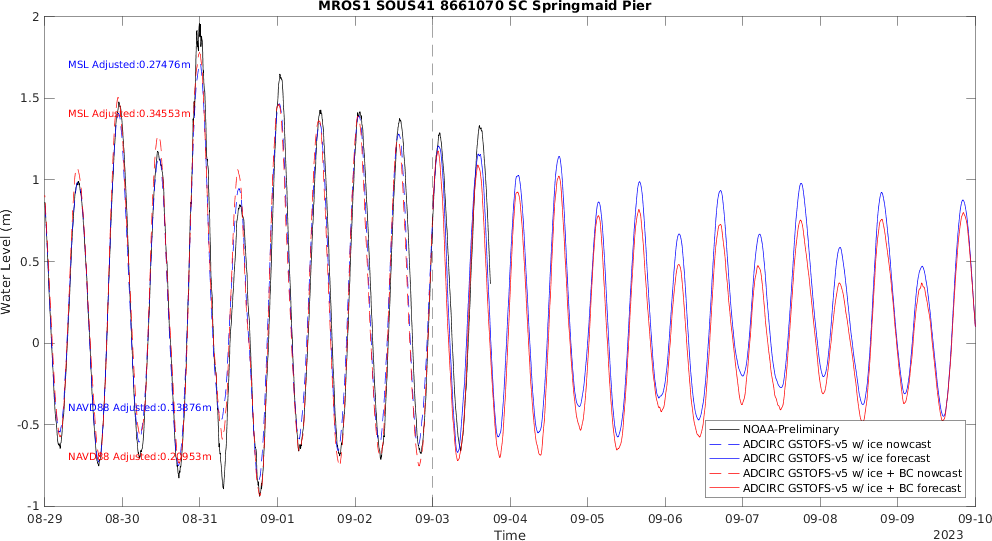 MROS1 SOUS41 8661070 SC Springmaid Pier
Water Level (m)
2
1.5
1
0.5
0
-0.5
-1
MSL Adjusted:0.27476m
MSL Adjusted:0.34553m
NAVD88 Adjusted:0.13876m
NAVD88 Adjusted:0.20953m
NOAA-Preliminary
ADCIRC GSTOFS-v5 w/ ice nowcast
ADCIRC GSTOFS-v5 w/ ice forecast
ADCIRC GSTOFS-v5 w/ ice + BC nowcast
ADCIRC GSTOFS-v5 w/ ice + BC forecast
08-29 08-30 08-31 09-01 09-02 09-03 09-04 09-05 09-06 09-07 09-08 09-09 09-10
Time
2023